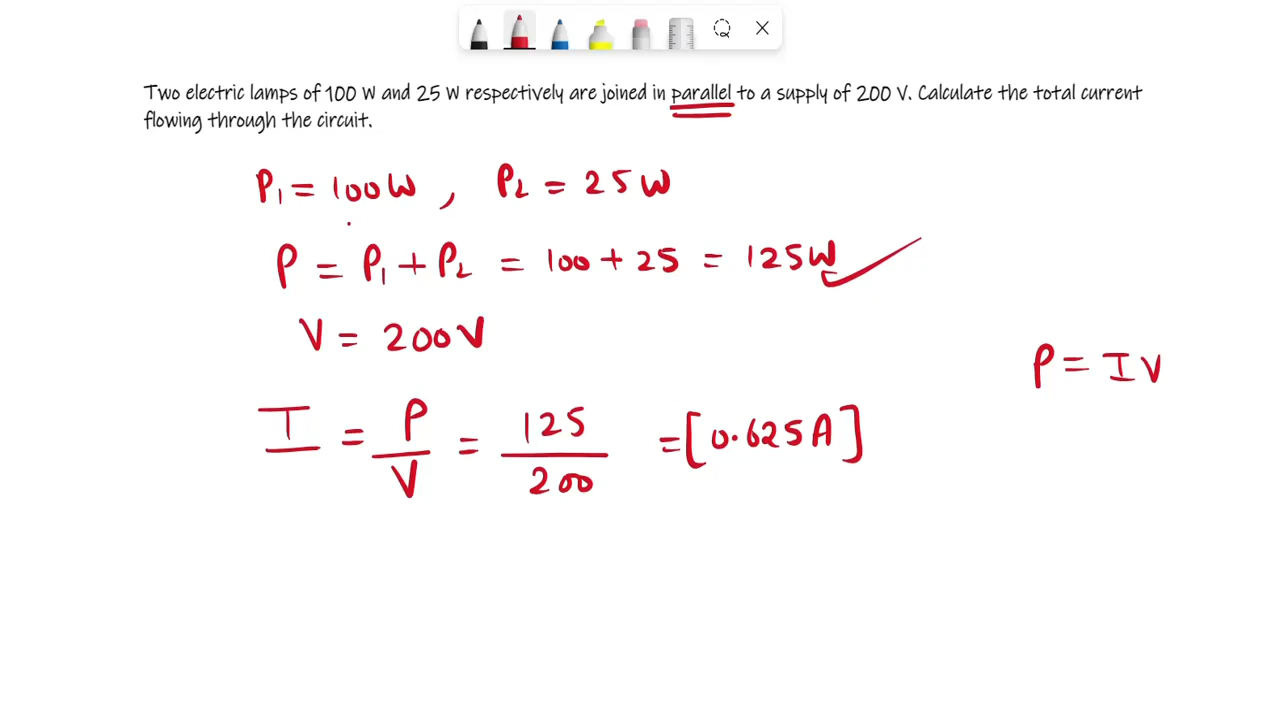 Two electric lamps of 100 W and 25 W respectively are joined in parallel to a supply of 200 V. Calculate the total current
flowing through the circuit.
P1 = 100W , P2 = 25W
P = P1 + P2 = 100 + 25 = 125W
V = 200V
P = IV
I = P/V = 125/200 = [0.625A]